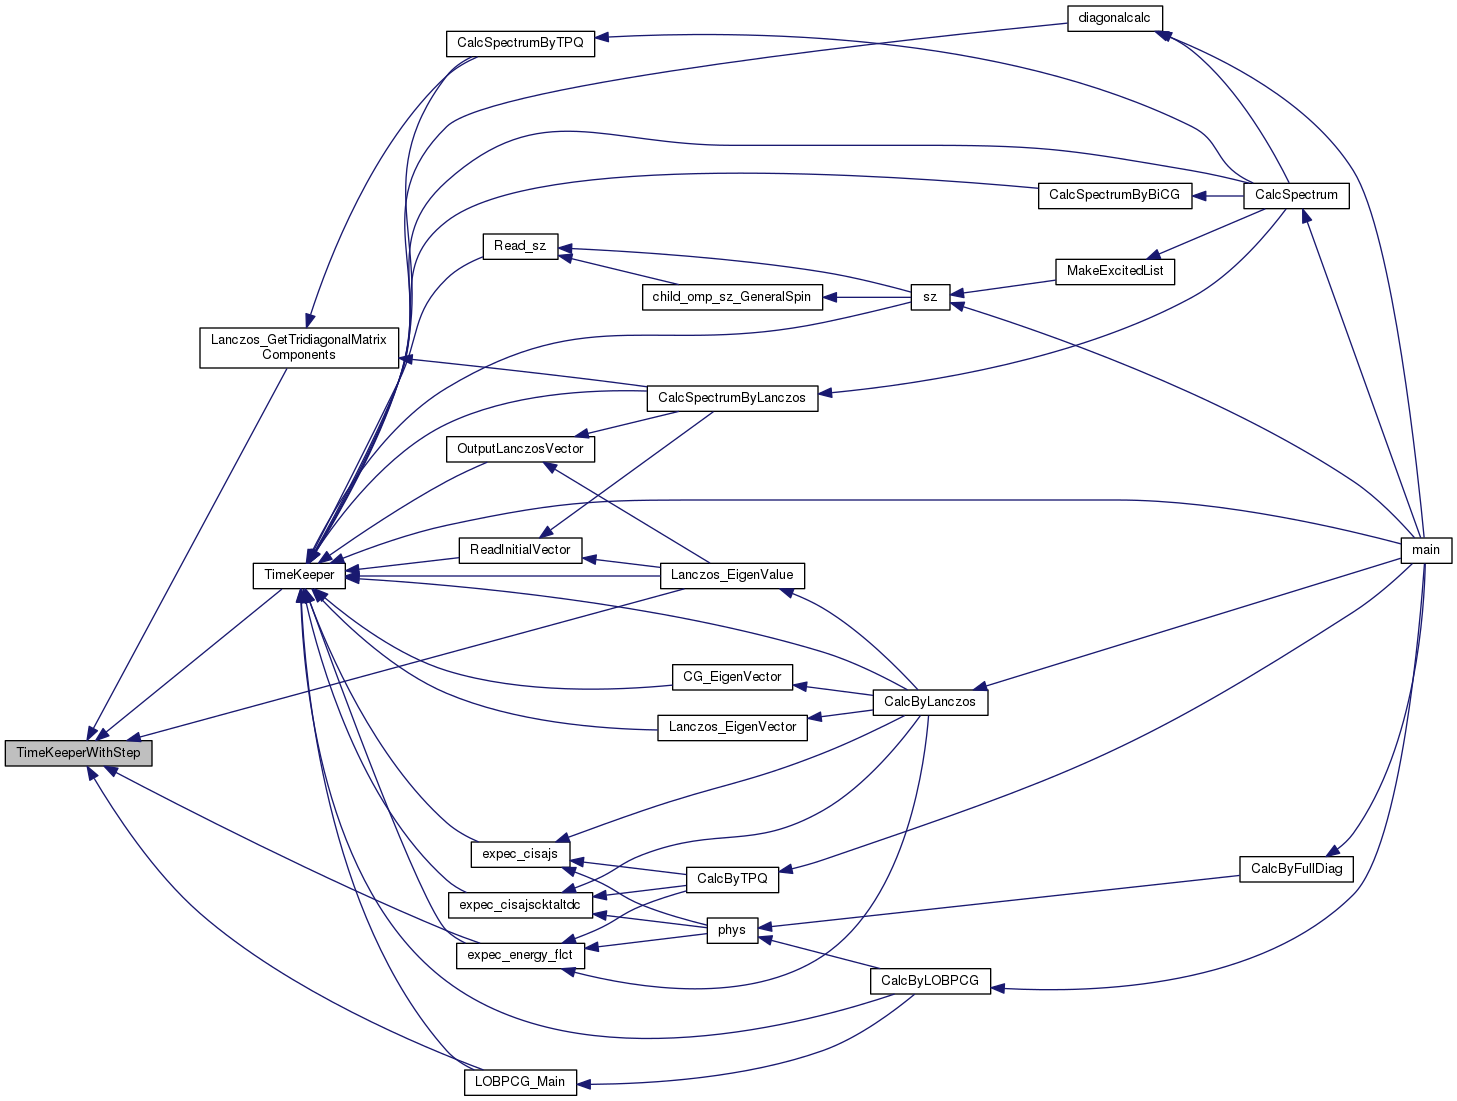 diagonalcalc
CalcSpectrumByTPQ
CalcSpectrumByBiCG
CalcSpectrum
Read_sz
MakeExcitedList
child_omp_sz_GeneralSpin
sz
Lanczos_GetTridiagonalMatrix
Components
CalcSpectrumByLanczos
OutputLanczosVector
ReadInitialVector
main
TimeKeeper
Lanczos_EigenValue
CG_EigenVector
CalcByLanczos
Lanczos_EigenVector
TimeKeeperWithStep
expec_cisajs
CalcByFullDiag
CalcByTPQ
expec_cisajscktaltdc
phys
expec_energy_flct
CalcByLOBPCG
LOBPCG_Main